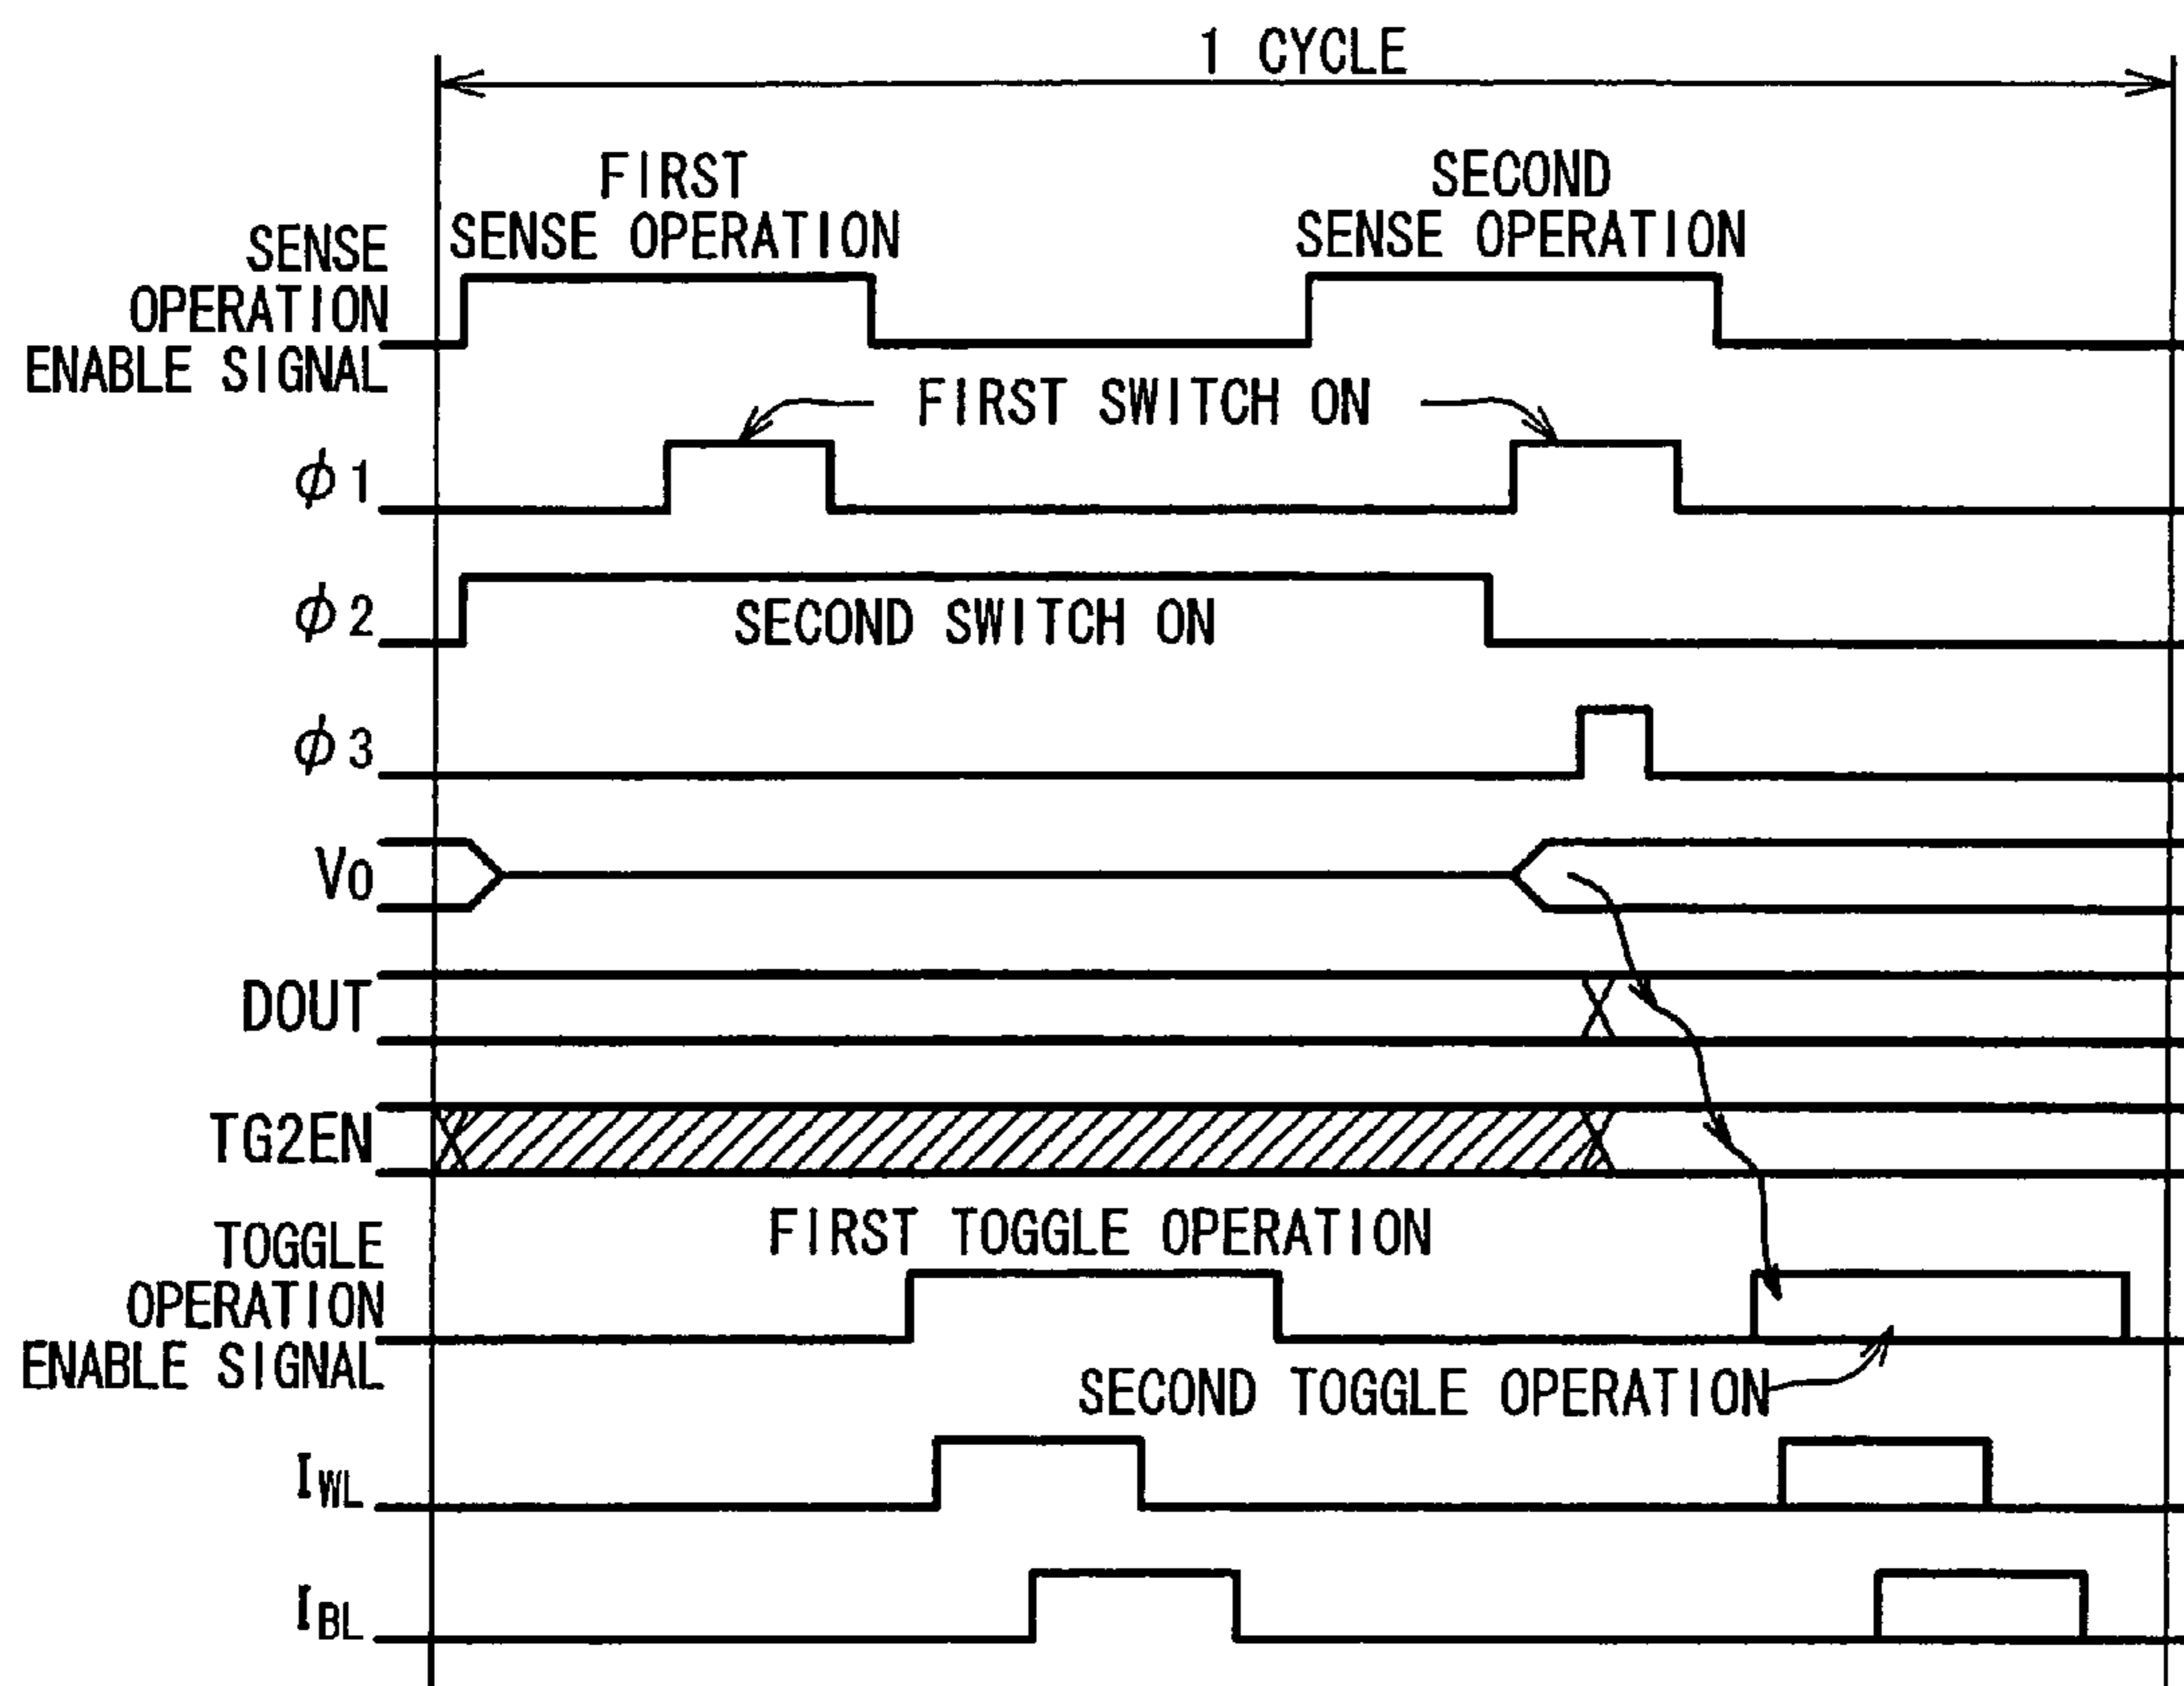 1 CYCLE
FIRST
SENSE OPERATION
SECOND
SENSE OPERATION
SENSE
OPERATION
ENABLE SIGNAL
FIRST SWITCH ON
ϕ1
ϕ2
SECOND SWITCH ON
ϕ3
Vo
DOUT
TG2EN
FIRST TOGGLE OPERATION
TOGGLE
OPERATION
ENABLE SIGNAL
SECOND TOGGLE OPERATION
IWL
IBL